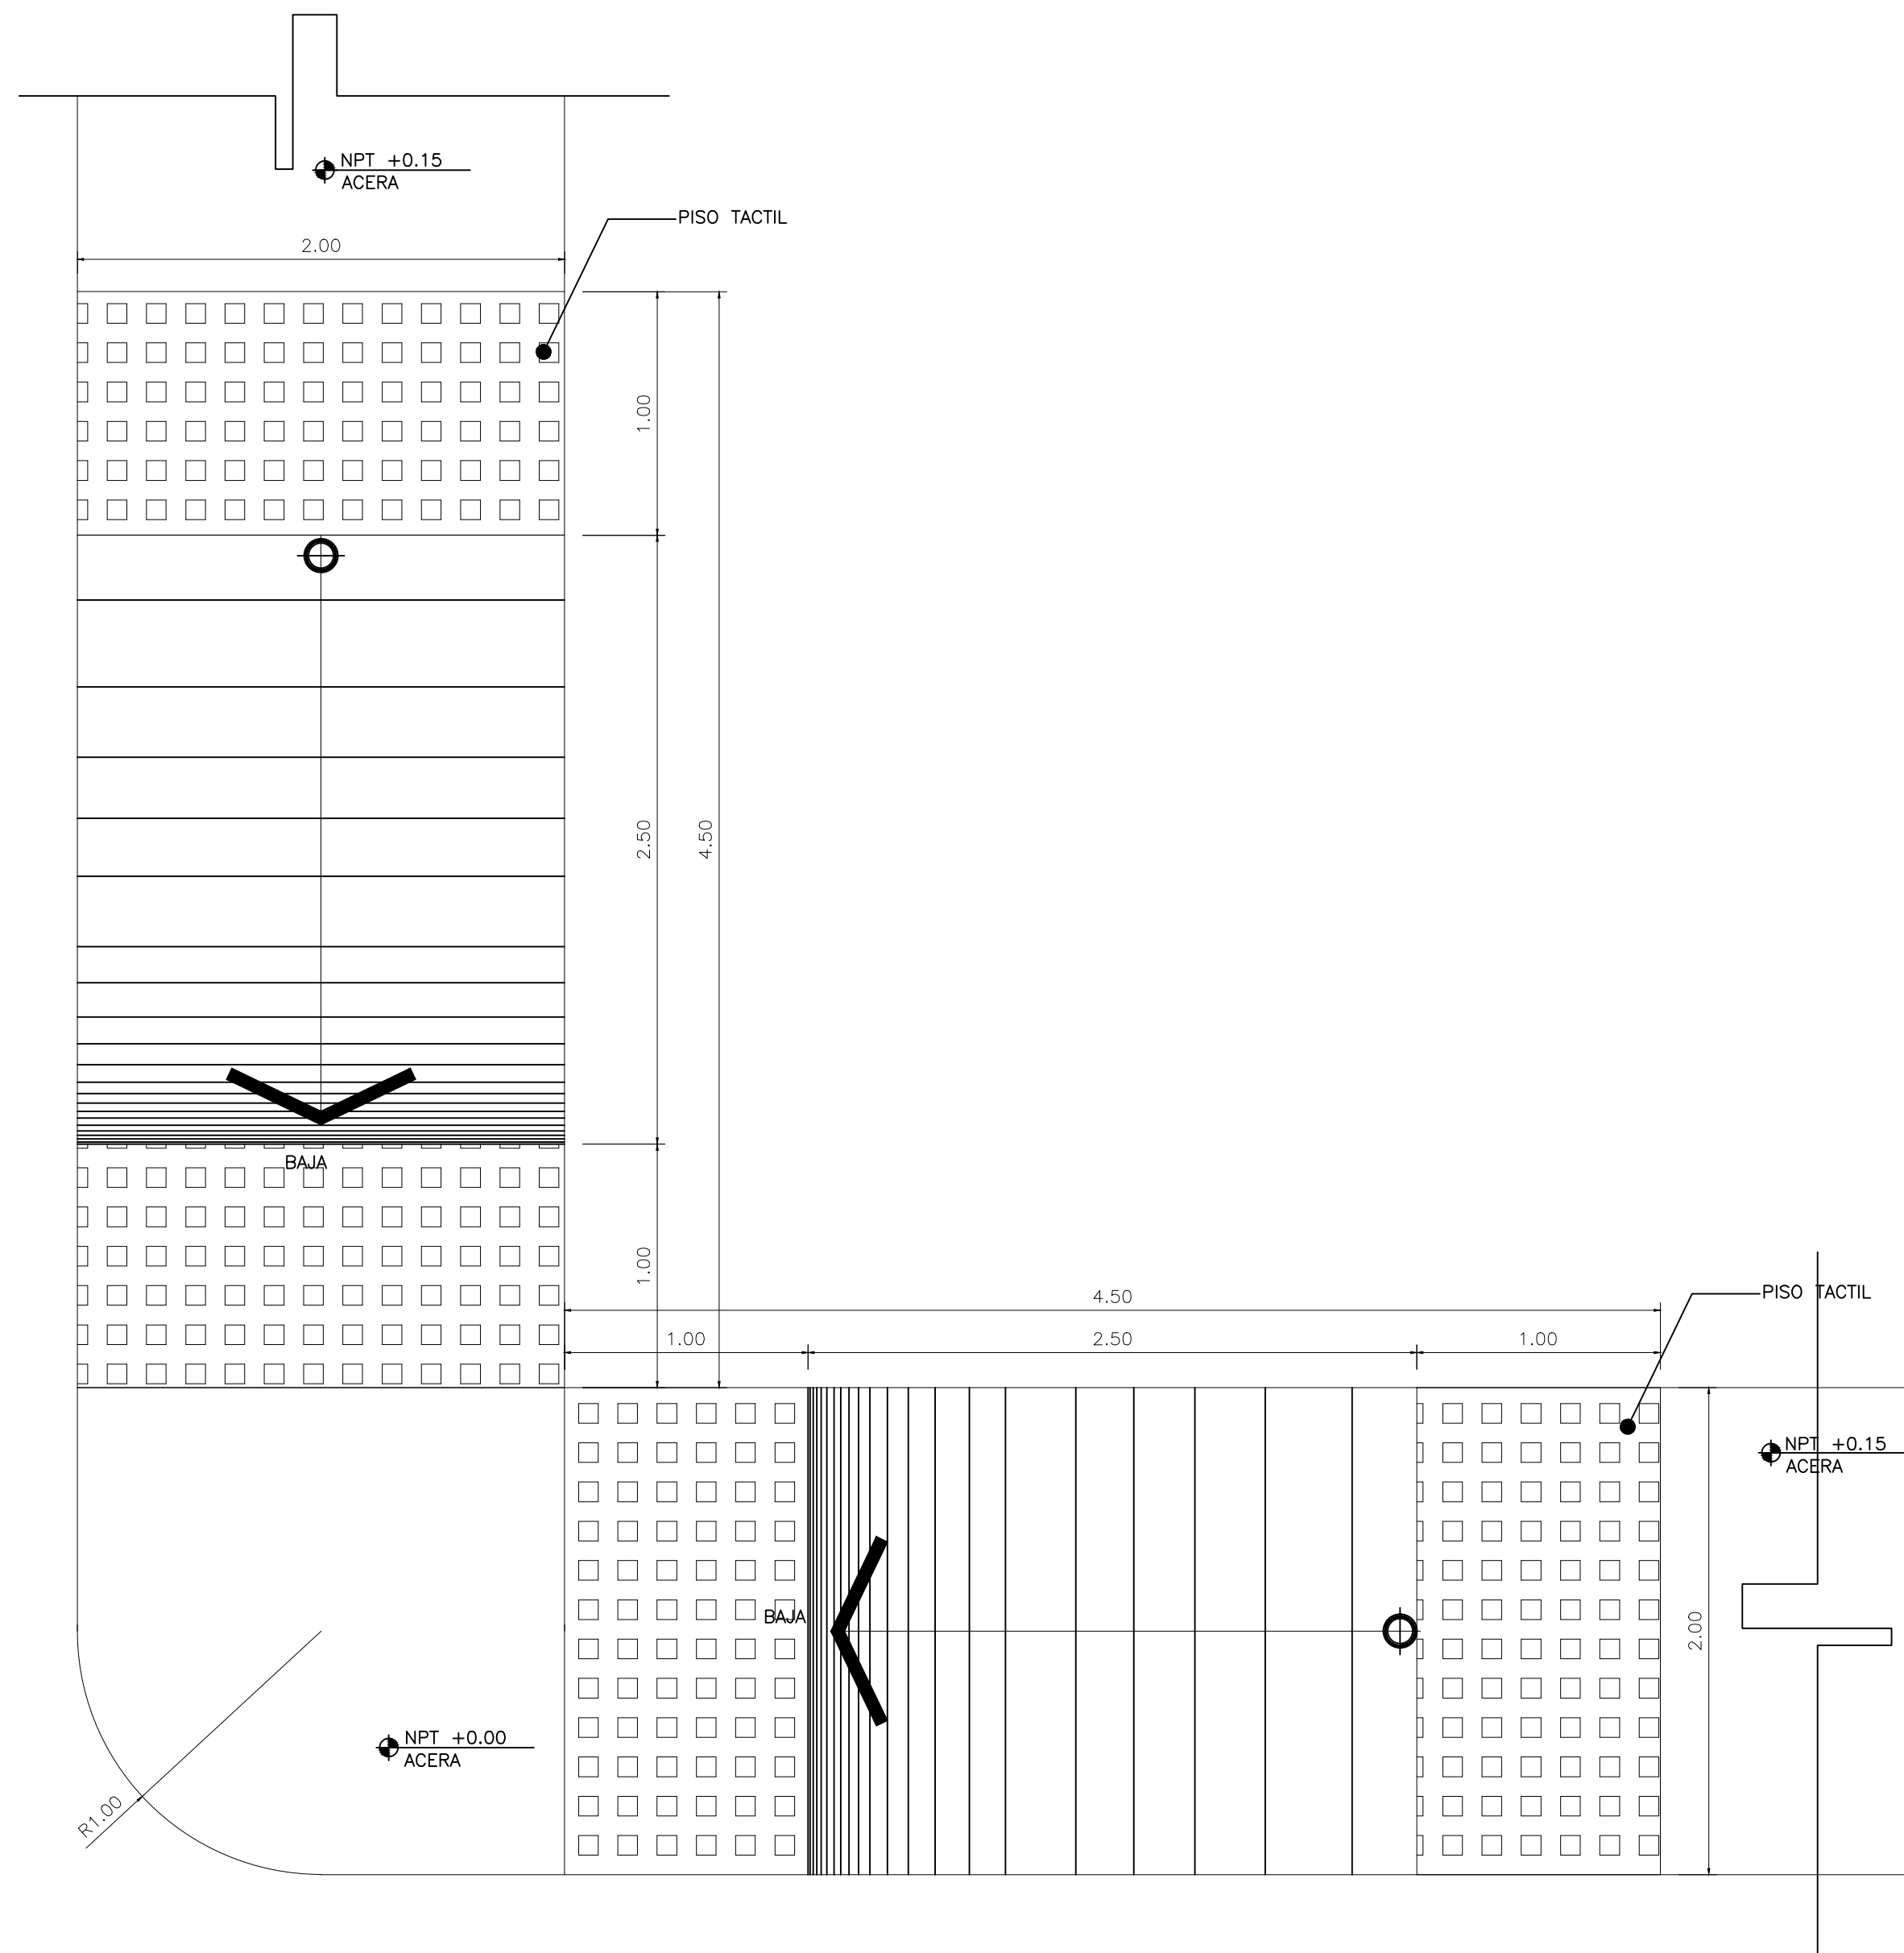 NPT +0.15
ACERA
PISO TACTIL
2.00
1.00
2.50
4.50
BAJA
1.00
4.50
PISO TACTIL
1.00
2.50
1.00
NPT +0.15
ACERA
BAJA
2.00
NPT +0.00
ACERA
R1.00